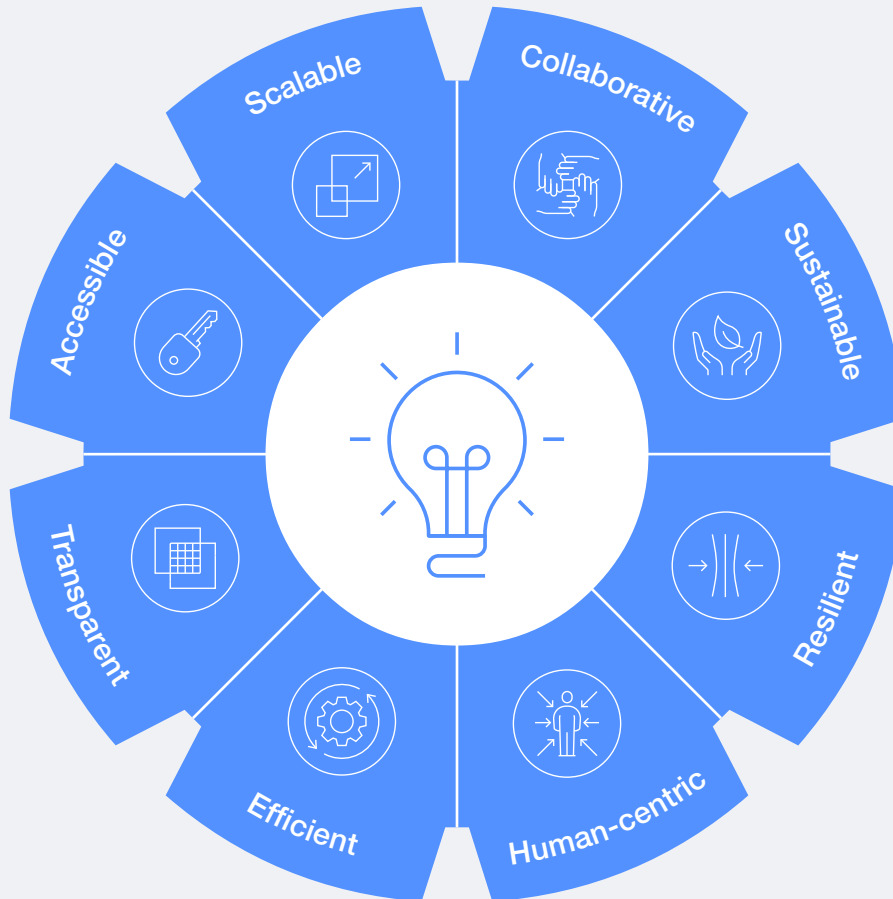 Scalable
Collaborative
Sustainable
Resilient
Human-centric
Efficient
Transparent
Accessible